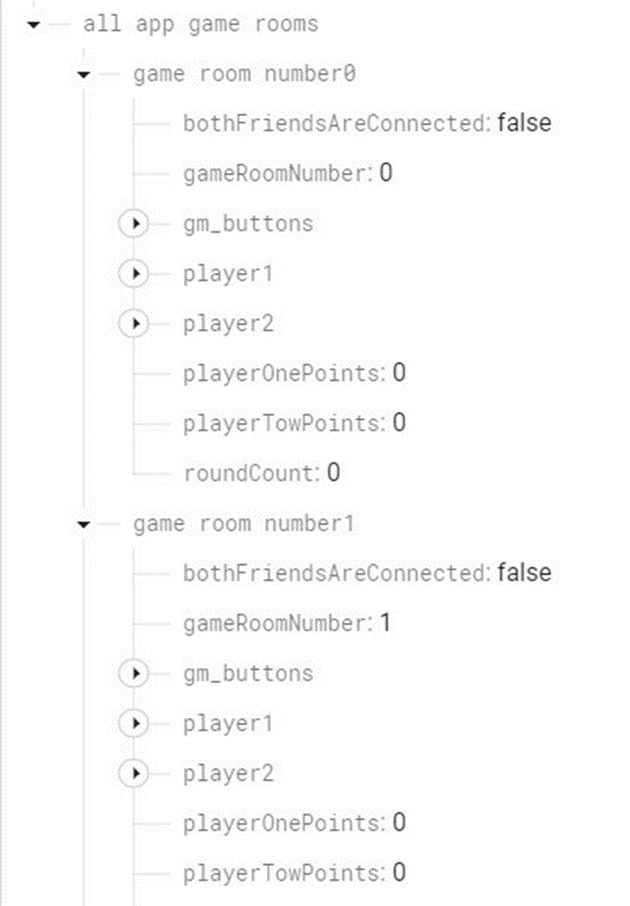 all app game rooms
game room number0
bothFriendsAreConnected: false
gameRoomNumber: 0
gm_buttons
player1
player2
playerOnePoints: 0
playerTowPoints: 0
roundCount: 0
game room number1
bothFriendsAreConnected: false
gameRoomNumber: 1
gm_buttons
player1
player2
playerOnePoints: 0
playerTowPoints: 0